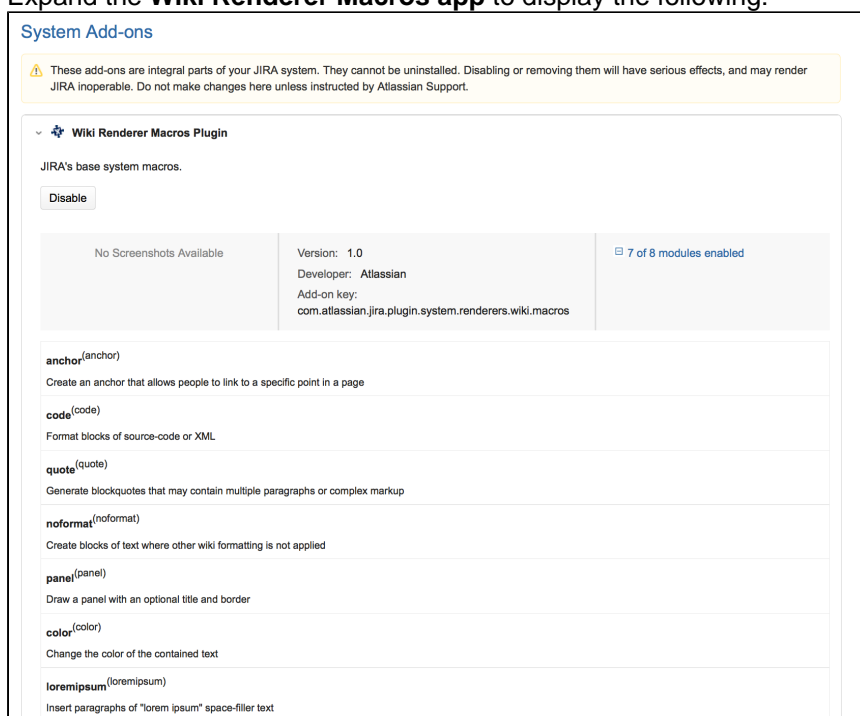 Expand the Wiki Renderer Macros app to display the following:
System Add-ons
These add-ons are integral parts of your JIRA system. They cannot be uninstalled. Disabling or removing them will have serious effects, and may render
JIRA inoperable. Do not make changes here unless instructed by Atlassian Support.
Wiki Renderer Macros Plugin
JIRA's base system macros.
Disable
No Screenshots Available
Version: 1.0
Developer: Atlassian
Add-on key:
com.atlassian.jira.plugin.system.renderers.wiki.macros
7 of 8 modules enabled
anchor(anchor)
Create an anchor that allows people to link to a specific point in a page
code(code)
Format blocks of source-code or XML
quote(quote)
Generate blockquotes that may contain multiple paragraphs or complex markup
noformat(noformat)
Create blocks of text where other wiki formatting is not applied
panel(panel)
Draw a panel with an optional title and border
color(color)
Change the color of the contained text
loremipsum(loremipsum)
Insert paragraphs of "lorem ipsum" space-filler text